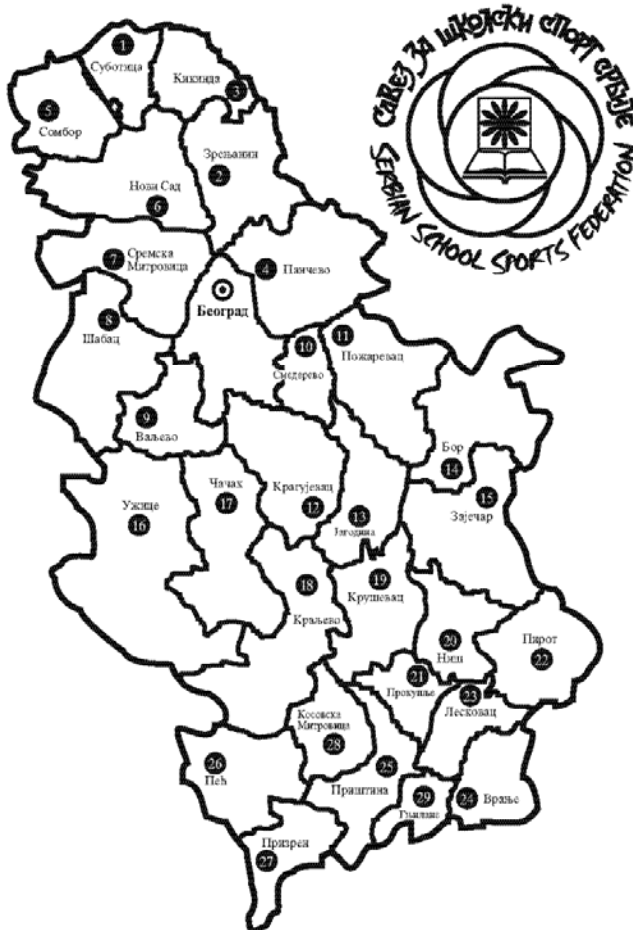 САВЕЗ ЗА ШКОЛСКИ СПОРТ СРБИЈЕ
SERBIAN SCHOOL SPORTS FEDERATION
1
Суботица
Кикинда
3
5
Сомбор
Зрењанин
2
Нови Сад
6
7
Сремска
Митровица
4
Панчево
Београд
8
Шабац
10
Смедерево
11
Пожаревац
9
Ваљево
Бор
14
15
Зајечар
Ужице
16
Чачак
17
Крагујевац
12
13
Јагодина
18
Краљево
19
Крушевац
20
Ниш
Пирот
22
21
Прокупље
23
Лесковац
Косовска
Митровица
28
26
Пећ
25
Приштина
29
Гњилане
24
Врање
Призрен
27